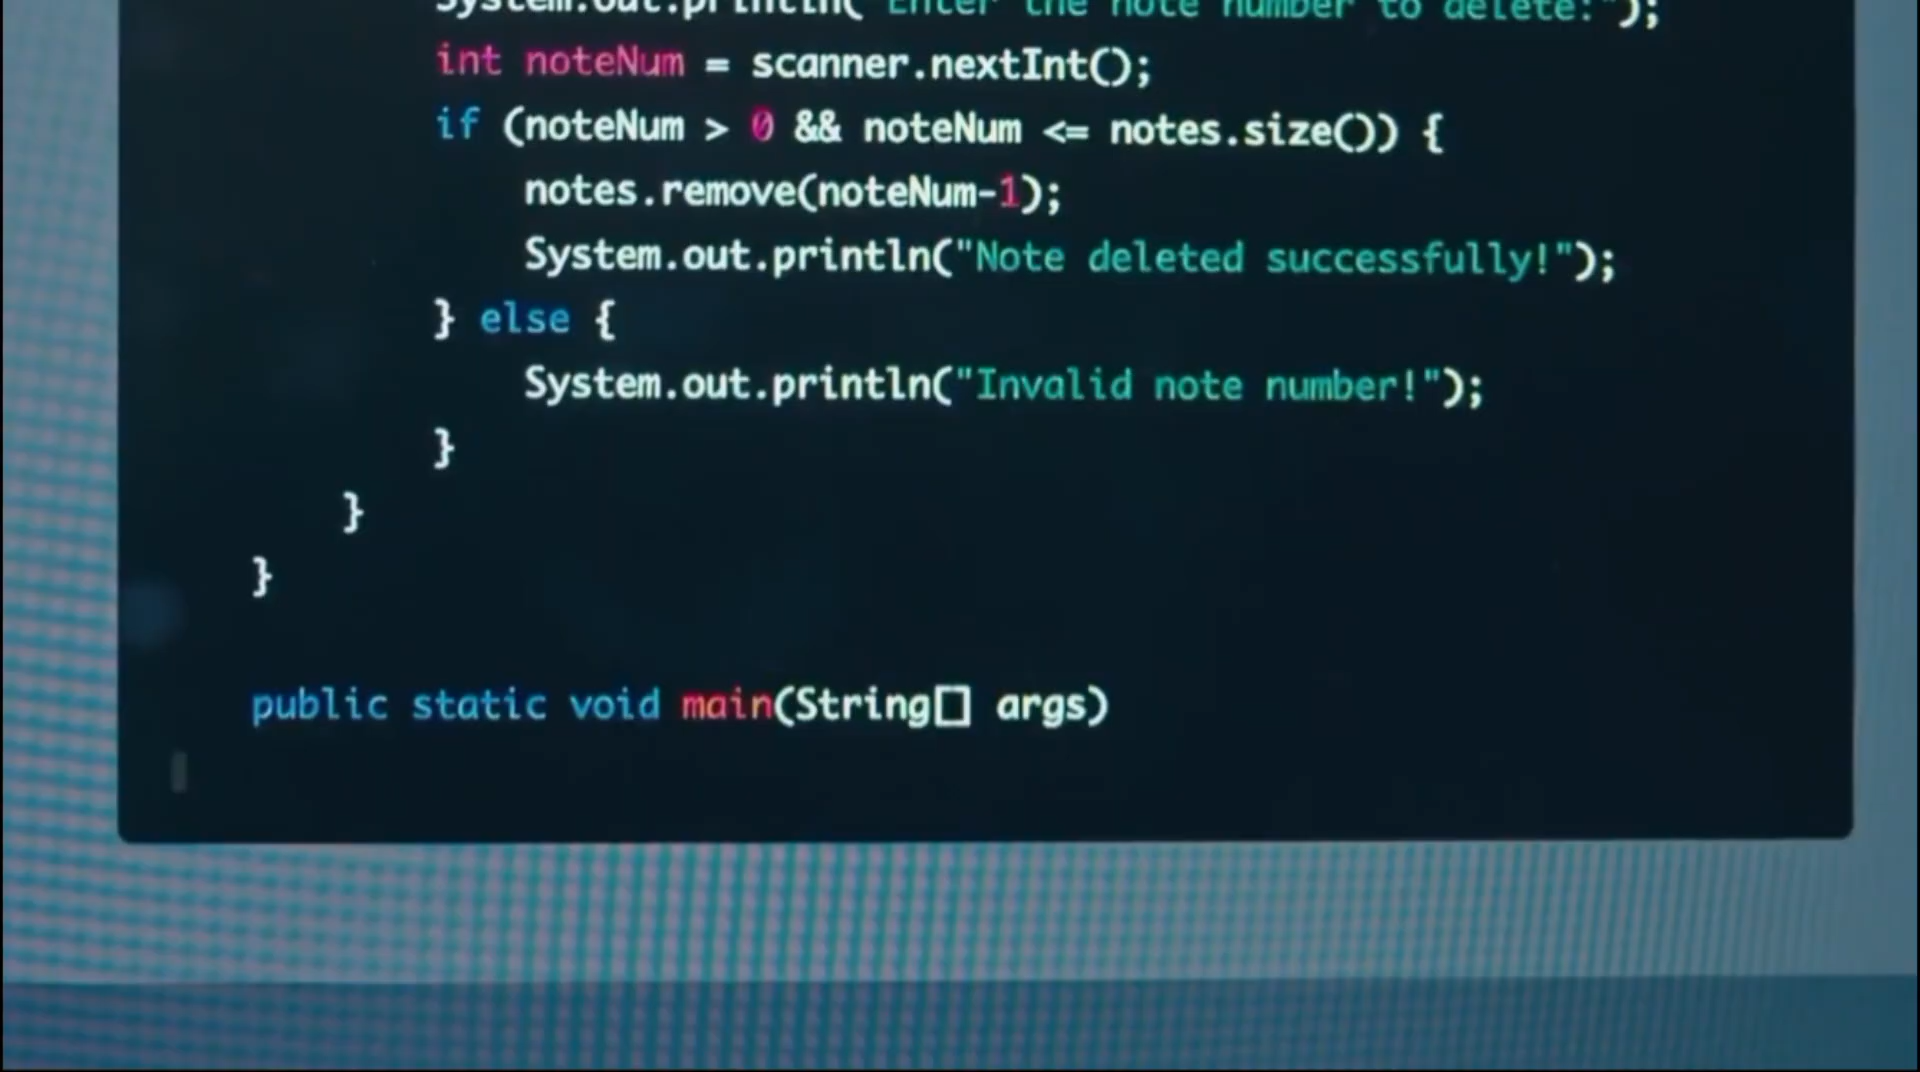 System.out.println("Enter the note number to delete:");
int noteNum = scanner.nextInt();
if (noteNum > 0 && noteNum <= notes.size()) {
notes.remove(noteNum-1);
System.out.println("Note deleted successfully!");
} else {
System.out.println("Invalid note number!");
}
}
}
public static void main(String[] args)